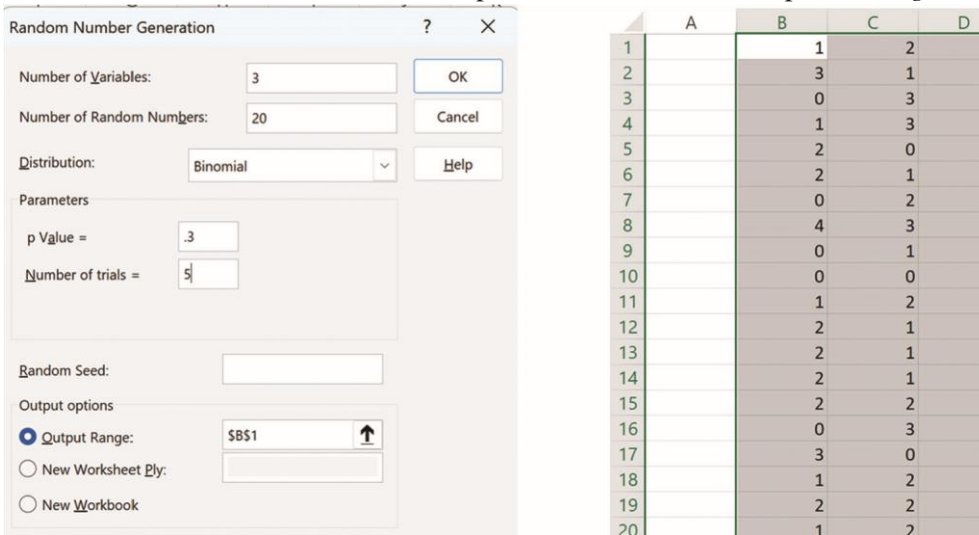 Random Number Generation ? ×
Number of Variables: 3 OK
Number of Random Numbers: 20 Cancel
Distribution: Binomial Help
Parameters
p Value = .3
Number of trials = 5
Random Seed:
Output options
Output Range: $B$1
New Worksheet Ply:
New Workbook
A B C D
1 1 2
2 3 1
3 0 3
4 1 3
5 2 0
6 2 1
7 0 2
8 4 3
9 0 1
10 0 0
11 1 2
12 2 1
13 2 1
14 2 1
15 2 2
16 0 3
17 3 0
18 1 2
19 2 2
20 1 2